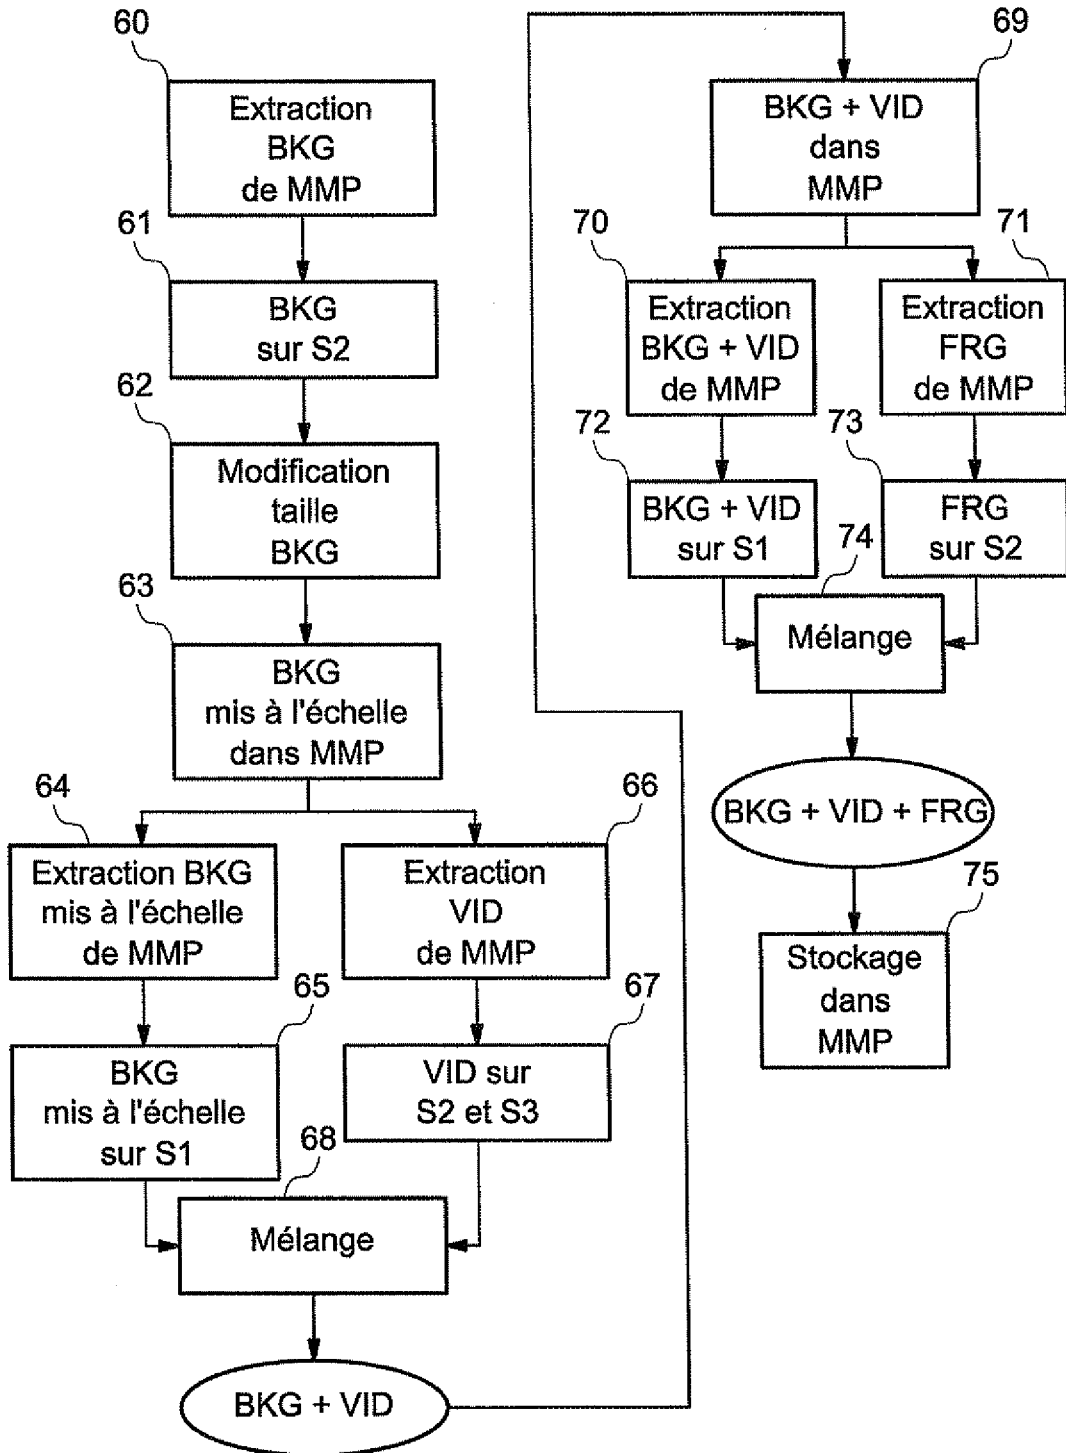 60
Extraction
BKG
de MMP
61
BKG
sur S2
62
Modification
taille
BKG
63
BKG
mis à l'échelle
dans MMP
64
Extraction BKG
mis à l'échelle
de MMP
66
Extraction
VID
de MMP
65
BKG
mis à l'échelle
sur S1
67
VID sur
S2 et S3
68
Mélange
BKG + VID
69
BKG + VID
dans
MMP
70
Extraction
BKG + VID
de MMP
71
Extraction
FRG
de MMP
72
BKG + VID
sur S1
73
FRG
sur S2
74
Mélange
BKG + VID + FRG
75
Stockage
dans
MMP